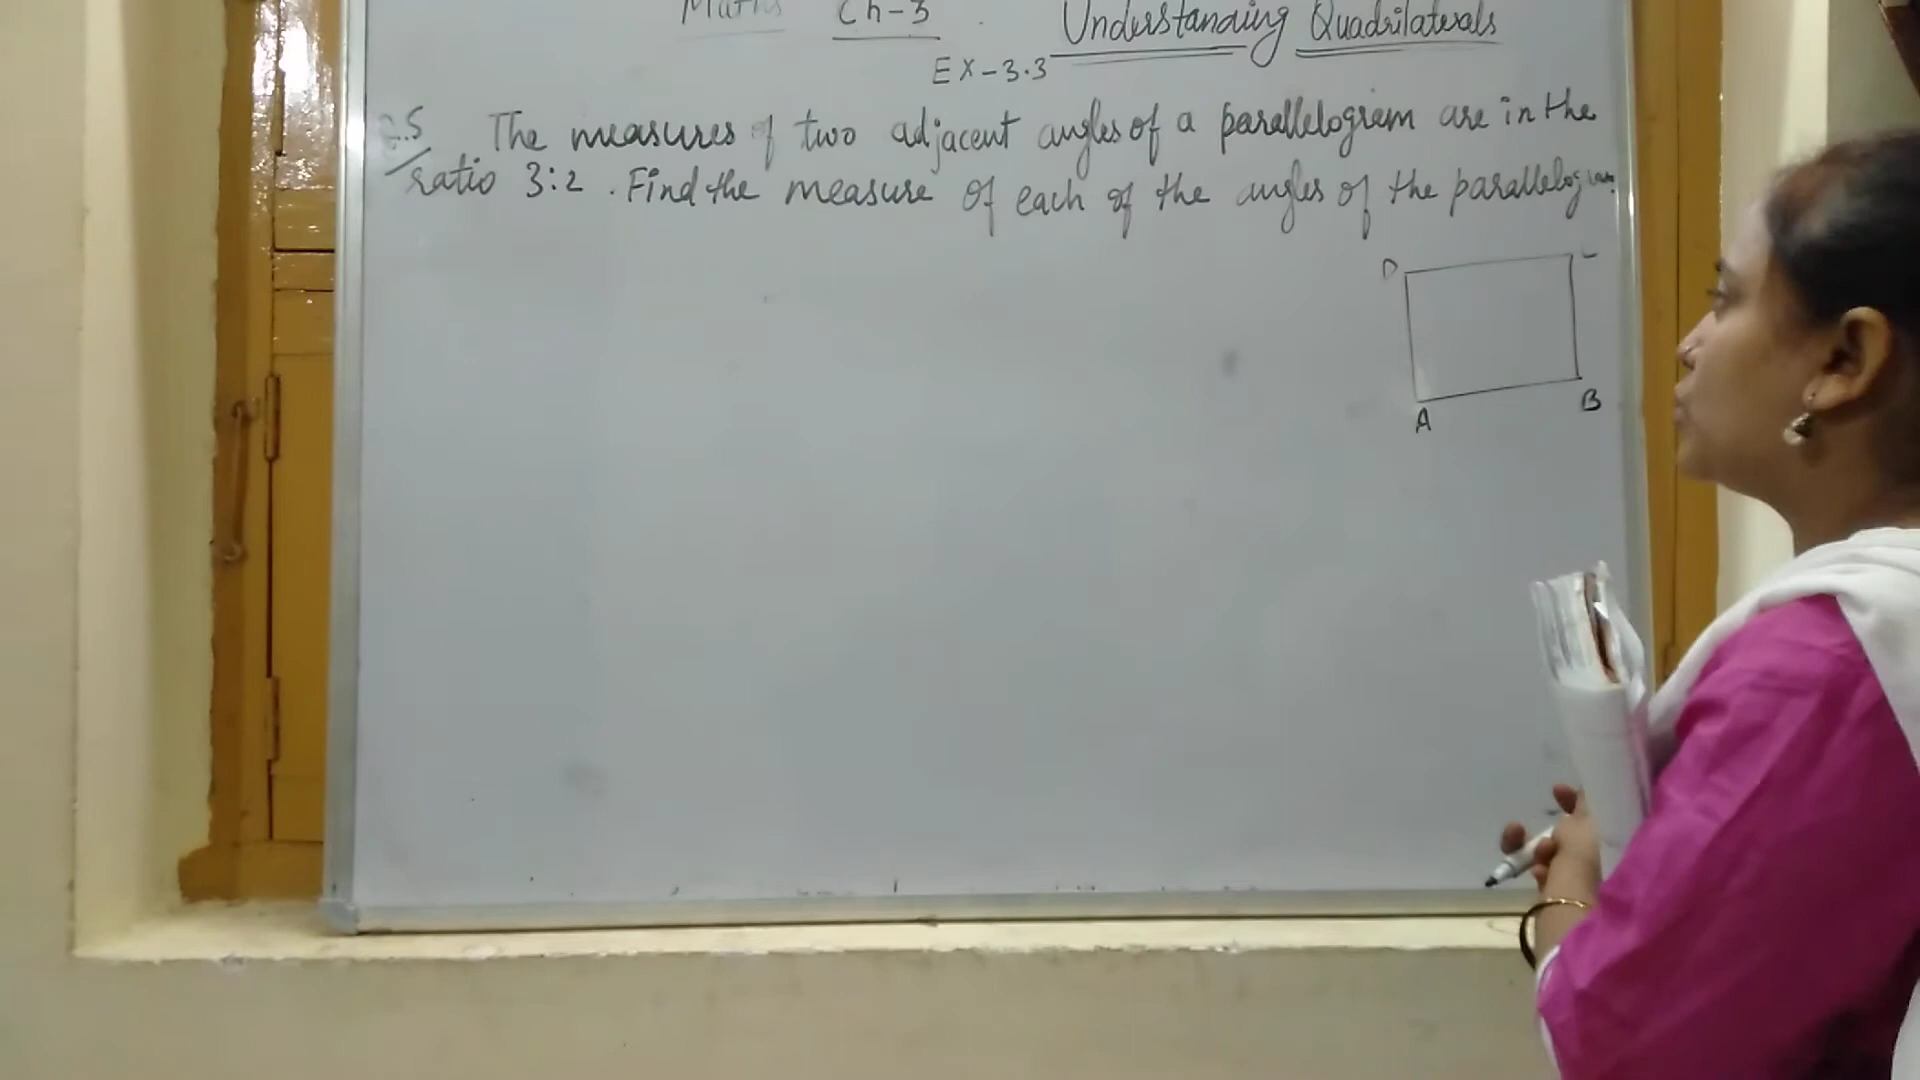 Maths Ch-3 Understanding Quadrilaterals
EX-3.3
Q.5 The measures of two adjacent angles of a parallelogram are in the
ratio 3:2. Find the measure of each of the angles of the parallelogram.
D C
A B